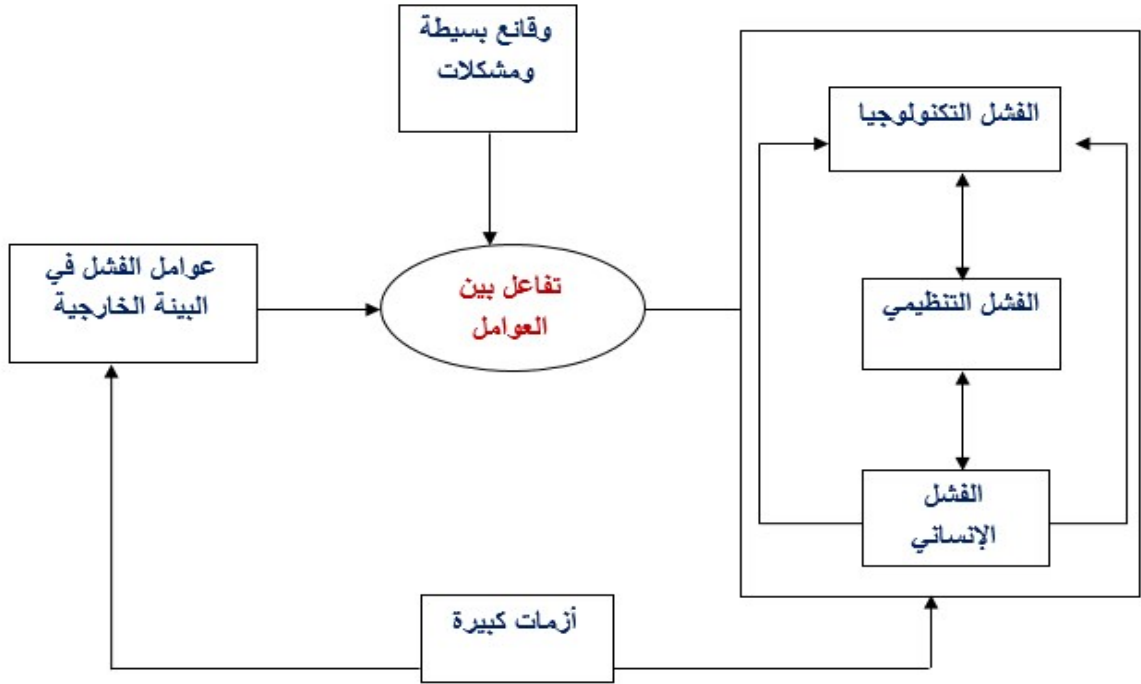 وقائع بسيطة
ومشكلات
الفشل التكنولوجيا
عوامل الفشل في
البيئة الخارجية
تفاعل بين
العوامل
الفشل التنظيمي
الفشل
الإنساني
أزمات كبيرة